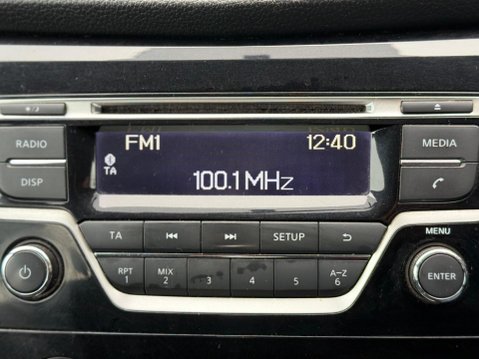 RADIO
DISP
FM1 12:40
TA
100.1 MHz
MEDIA
TA SETUP
MENU
RPT 1 MIX 2 3 4 5 A-Z 6
ENTER